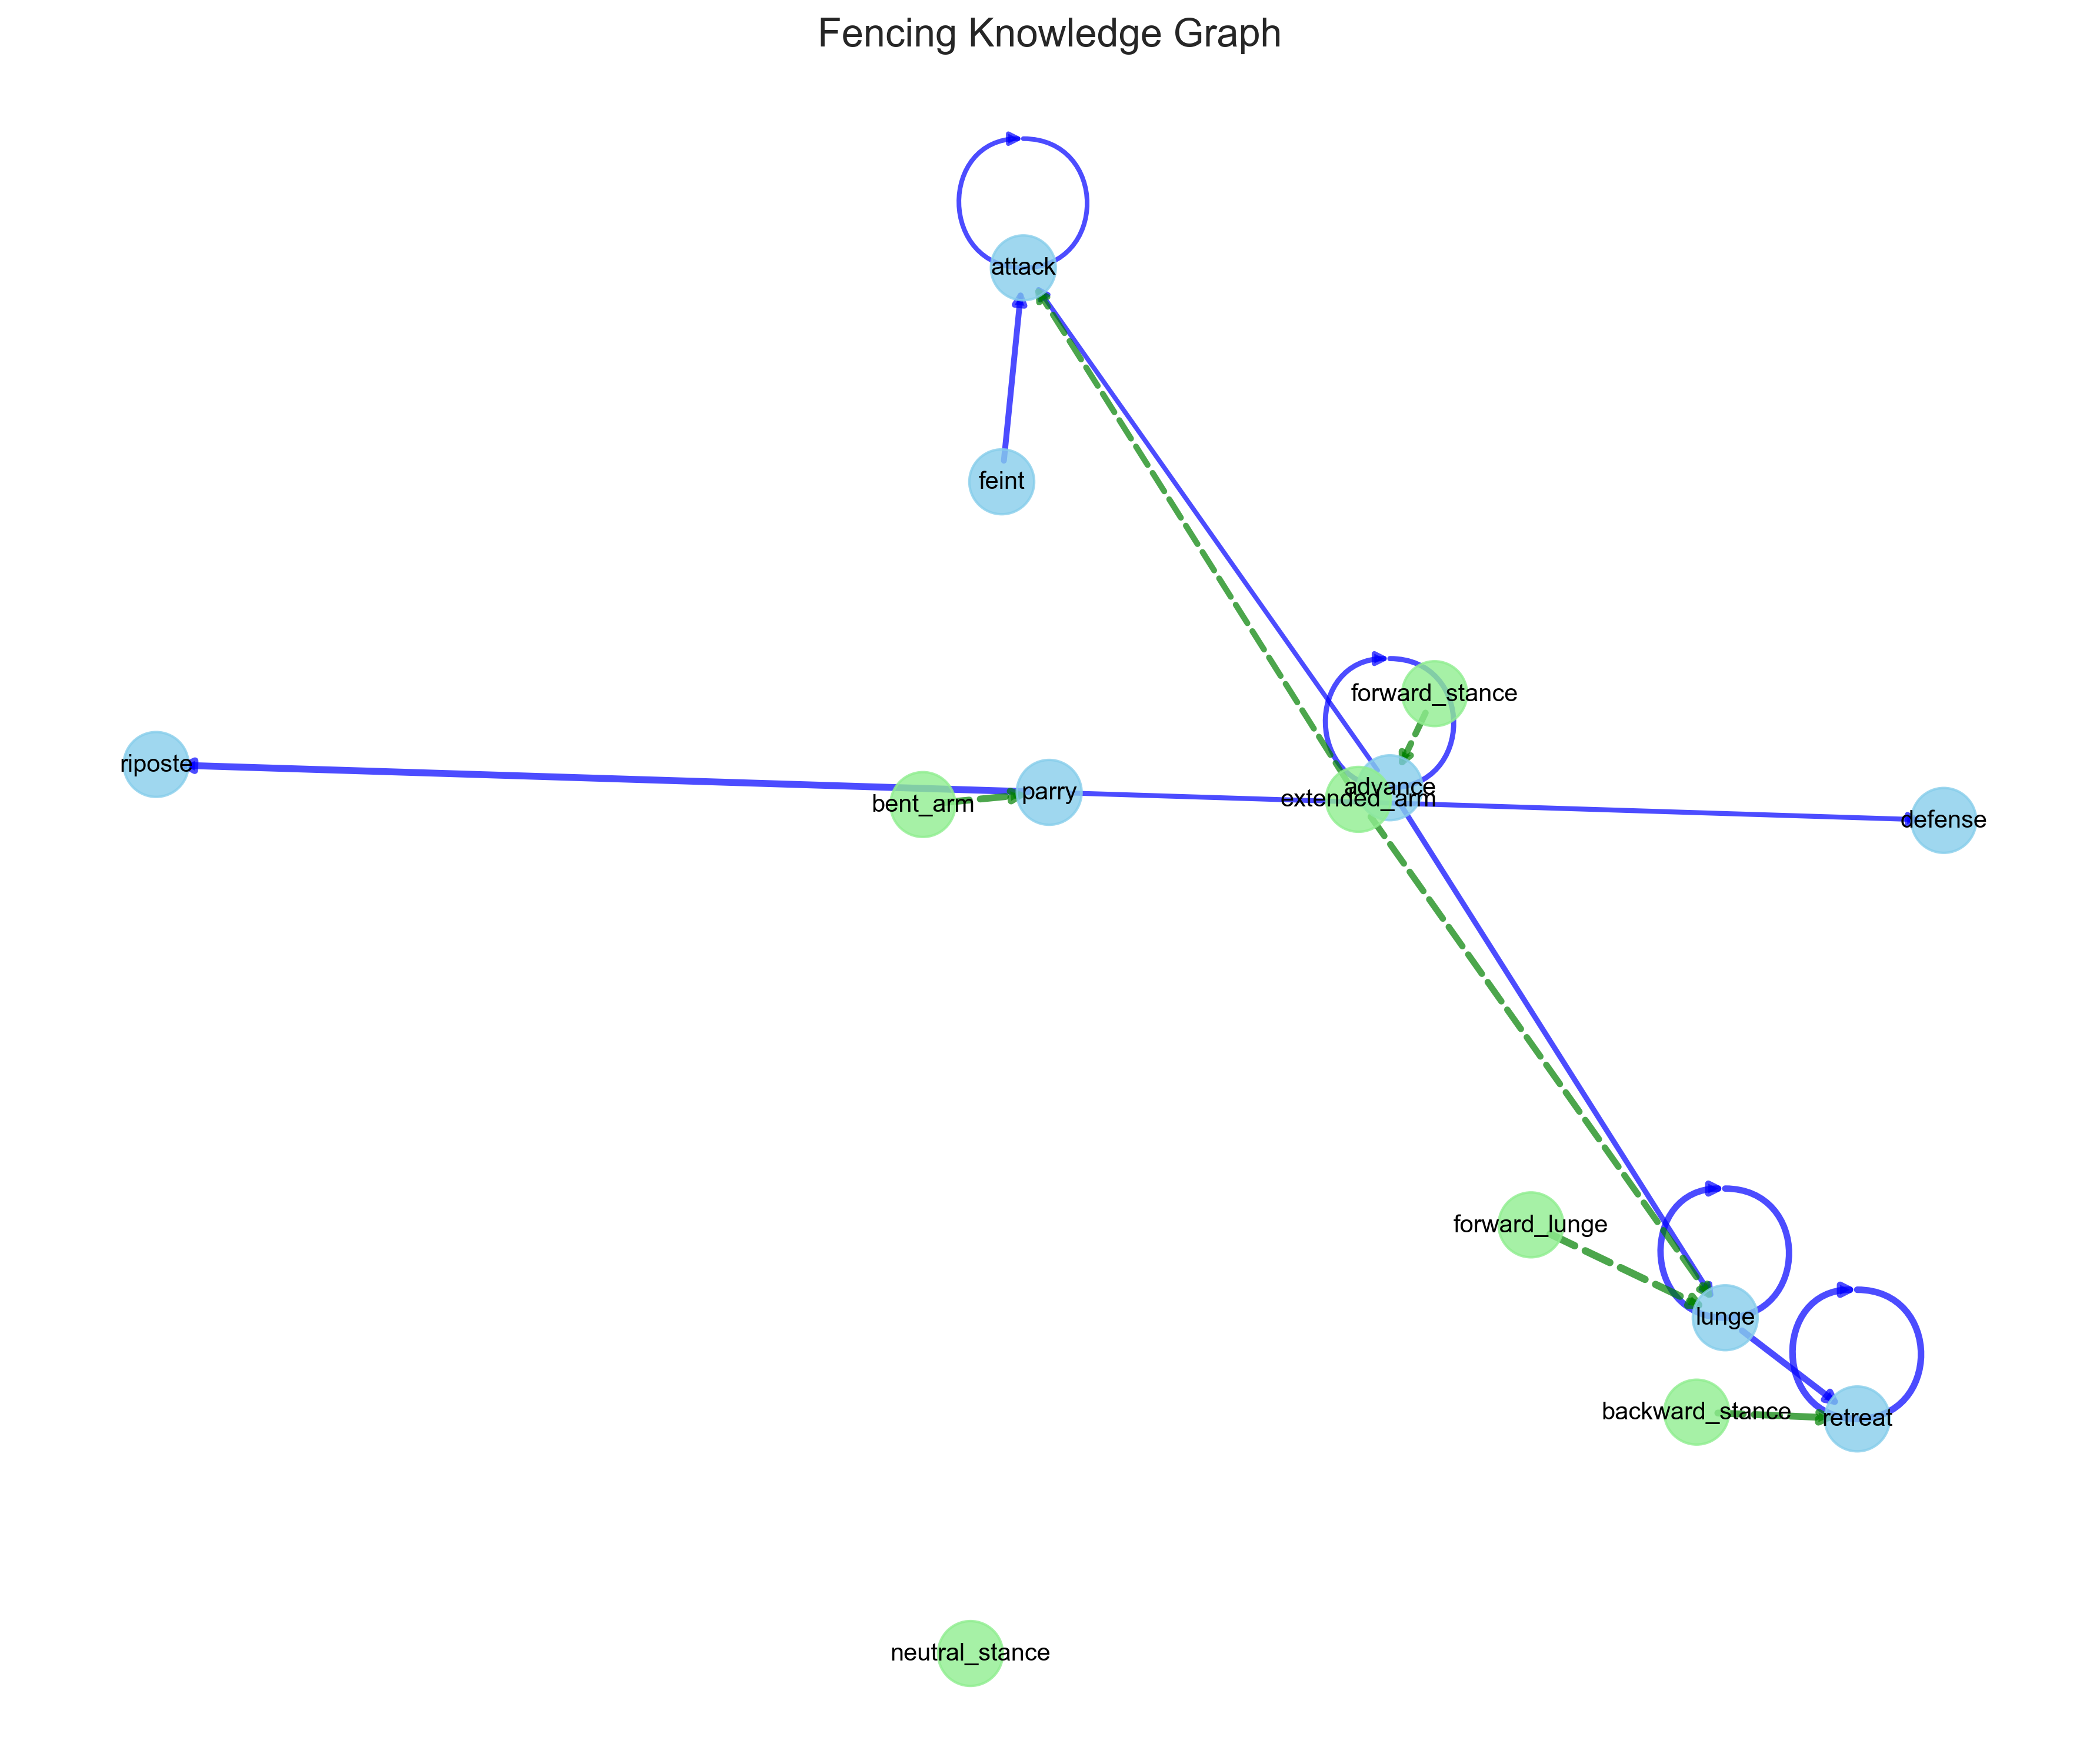 Fencing Knowledge Graph
attack
feint
forward_stance
riposte
advance
extended_arm
parry
bent_arm
defense
forward_lunge
lunge
backward_stance
retreat
neutral_stance